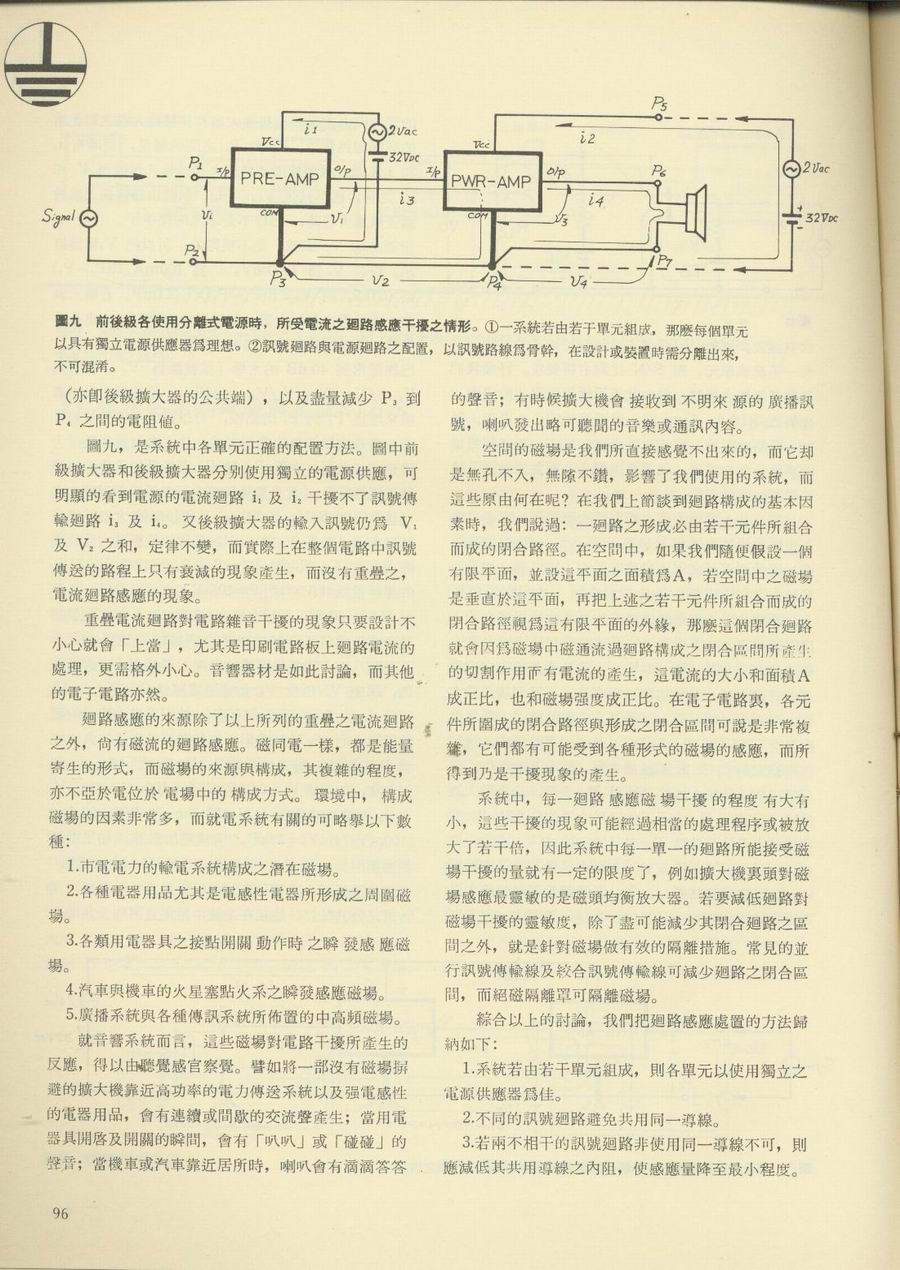 P5
i1
2Vac
i2
Vcc
32VDC
Vcc
2Vac
P1
I/P
PRE-AMP
O/P
I/P
PWR-AMP
O/P
P6
i3
i4
Signal
Vi
COM
V1
COM
V3
32VDC
P2
P3
V2
P4
V4
P7
圖九 前後級各使用分離式電源時，所受電流之廻路感應干擾之情形。①一系統若由若于單元組成，那麽每個單元
以具有獨立電源供應器爲理想。②訊號廻路與電源廻路之配置，以訊號路線爲骨幹，在設計或裝置時需分離出來，
不可混淆。
（亦卽後級擴大器的公共端），以及盡量減少 P₃ 到
P₄ 之間的電阻値。
圖九，是系統中各單元正確的配置方法。圖中前
級擴大器和後級擴大器分別使用獨立的電源供應，可
明顯的看到電源的電流廻路 i₁ 及 i₂ 干擾不了訊號傳
輸廻路 i₃ 及 i₄。 又後級擴大器的輸入訊號仍爲 V₁
及 V₂ 之和，定律不變，而實際上在整個電路中訊號
傳送的路程上只有衰減的現象產生，而沒有重疊之，
電流廻路感應的現象。
重疊電流廻路對電路雜音干擾的現象只要設計不
小心就會「上當」，尤其是印刷電路板上廻路電流的
處理，更需格外小心。音響器材是如此討論，而其他
的電子電路亦然。
廻路感應的來源除了以上所列的重疊之電流廻路
之外，尙有磁流的廻路感應。磁同電一樣，都是能量
寄生的形式，而磁場的來源與構成，其複雜的程度，
亦不亞於電位於電場中的構成方式。 環境中， 構成
磁場的因素非常多，而就電系統有關的可略舉以下數
種：
1.市電電力的輸電系統構成之潛在磁場。
2.各種電器用品尤其是電感性電器所形成之周圍磁
場。
3.各類用電器具之接點開關動作時之瞬發感應磁
場。
4.汽車與機車的火星塞點火系之瞬發感應磁場。
5.廣播系統與各種傳訊系統所佈置的中高頻磁場。
就音響系統而言，這些磁場對電路干擾所產生的
反應，得以由聽覺感官察覺。譬如將一部沒有磁場摒
避的擴大機靠近高功率的電力傳送系統以及强電感性
的電器用品，會有連續或間歇的交流聲產生；當用電
器具開啓及開關的瞬間，會有「叭叭」或「碰碰」的
聲音；當機車或汽車靠近居所時，喇叭會有滴滴答答
的聲音；有時候擴大機會接收到不明來源的廣播訊
號，喇叭發出略可聽聞的音樂或通訊內容。
空間的磁場是我們所直接感覺不出來的，而它却
是無孔不入，無隙不鑽，影響了我們使用的系統，而
這些原由何在呢？在我們上節談到廻路構成的基本因
素時，我們說過：一廻路之形成必由若干元件所組合
而成的閉合路徑。在空間中，如果我們隨便假設一個
有限平面，並設這平面之面積爲A，若空間中之磁場
是垂直於這平面，再把上述之若干元件所組合而成的
閉合路徑視爲這有限平面的外緣，那麽這個閉合廻路
就會因爲磁場中磁通流過廻路構成之閉合區間所產生
的切割作用而有電流的產生，這電流的大小和面積A
成正比，也和磁場强度成正比。在電子電路裏，各元
件所圍成的閉合路徑與形成之閉合區間可說是非常複
雜，它們都有可能受到各種形式的磁場的感應，而所
得到乃是干擾現象的產生。
系統中，每一廻路感應磁場干擾的程度有大有
小，這些干擾的現象可能經過相當的處理程序或被放
大了若干倍，因此系統中每一單一的廻路所能接受磁
場干擾的量就有一定的限度了，例如擴大機裏頭對磁
場感應最靈敏的是磁頭均衡放大器。若要減低廻路對
磁場干擾的靈敏度，除了盡可能減少其閉合廻路之區
間之外，就是針對磁場做有效的隔離措施。常見的並
行訊號傳輸線及絞合訊號傳輸線可減少廻路之閉合區
間，而絕磁隔離罩可隔離磁場。
綜合以上的討論，我們把廻路感應處置的方法歸
納如下：
1.系統若由若干單元組成，則各單元以使用獨立之
電源供應器爲佳。
2.不同的訊號廻路避免共用同一導線。
3.若兩不相干的訊號廻路非使用同一導線不可，則
應減低其共用導線之內阻，使感應量降至最小程度。
96